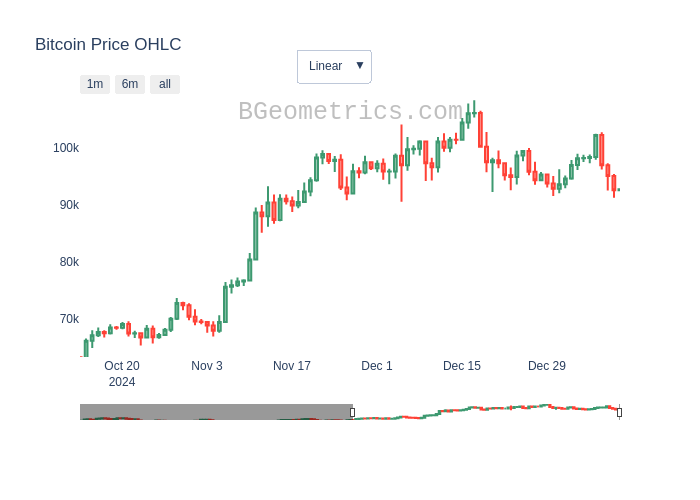 Bitcoin Price OHLC
Linear ▼
1m 6m all
BGeometrics.com
100k
90k
80k
70k
Oct 20 Nov 3 Nov 17 Dec 1 Dec 15 Dec 29
2024